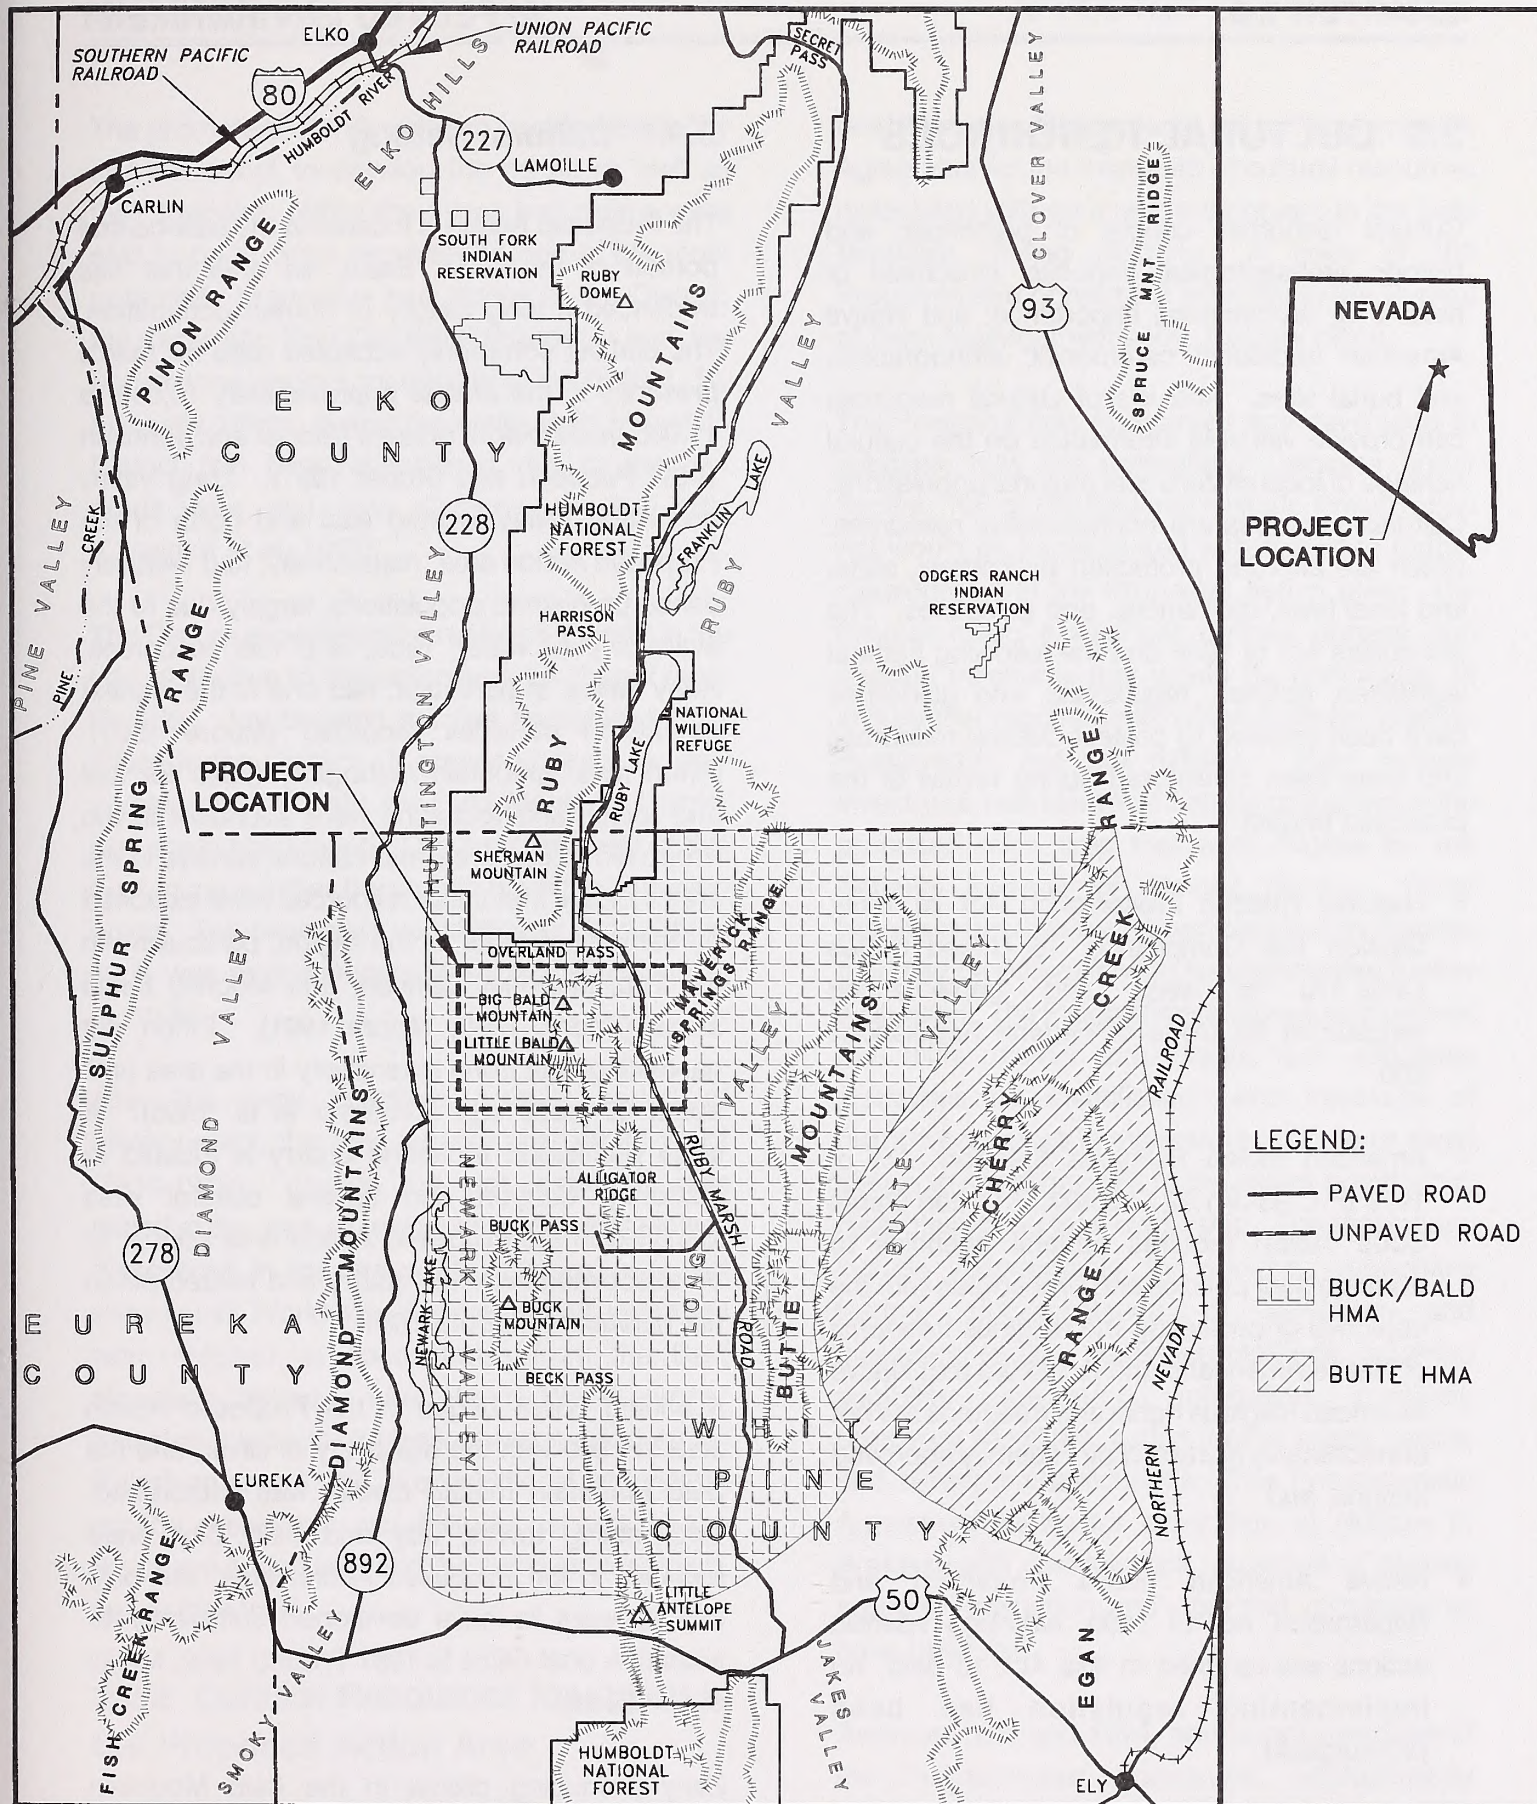 ELKO
UNION PACIFIC
RAILROAD
SOUTHERN PACIFIC
RAILROAD
80
HUMBOLDT RIVER
ELKO HILLS
227
LAMOILLE
CARLIN
SECRET
PASS
CLOVER VALLEY
SOUTH FORK
INDIAN
RESERVATION
RUBY
DOME
93
SPRUCE MNT RIDGE
PINON RANGE
ELKO
COUNTY
MOUNTAINS
RUBY VALLEY
FRANKLIN LAKE
228
HUMBOLDT
NATIONAL
FOREST
PINE VALLEY
PINE CREEK
HARRISON
PASS
ODGERS RANCH
INDIAN
RESERVATION
HUNTINGTON VALLEY
NATIONAL
WILDLIFE
REFUGE
RUBY LAKE
RUBY
PROJECT
LOCATION
SULPHUR SPRING RANGE
SHERMAN
MOUNTAIN
OVERLAND PASS
BIG BALD
MOUNTAIN
LITTLE BALD
MOUNTAIN
MAVERICK
SPRINGS RANGE
DIAMOND VALLEY
DIAMOND MOUNTAINS
BUTTE MOUNTAINS
BUTTE VALLEY
CHERRY CREEK RANGE
NORTHERN NEVADA RAILROAD
ALLIGATOR
RIDGE
RUBY MARSH ROAD
LONG VALLEY
BUCK PASS
NEWARK VALLEY
NEWARK LAKE
BUCK
MOUNTAIN
BECK PASS
278
EUREKA
COUNTY
EUREKA
WHITE
PINE
COUNTY
892
50
LITTLE
ANTELOPE
SUMMIT
FISH CREEK RANGE
SMOKY VALLEY
HUMBOLDT
NATIONAL
FOREST
JAKES
VALLEY
EGAN RANGE
ELY
NEVADA
PROJECT
LOCATION
LEGEND:
PAVED ROAD
UNPAVED ROAD
BUCK/BALD
HMA
BUTTE HMA